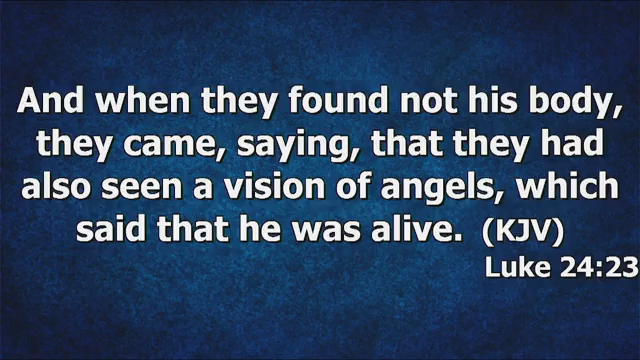 And when they found not his body,
they came, saying, that they had
also seen a vision of angels, which
said that he was alive. (KJV)
Luke 24:23